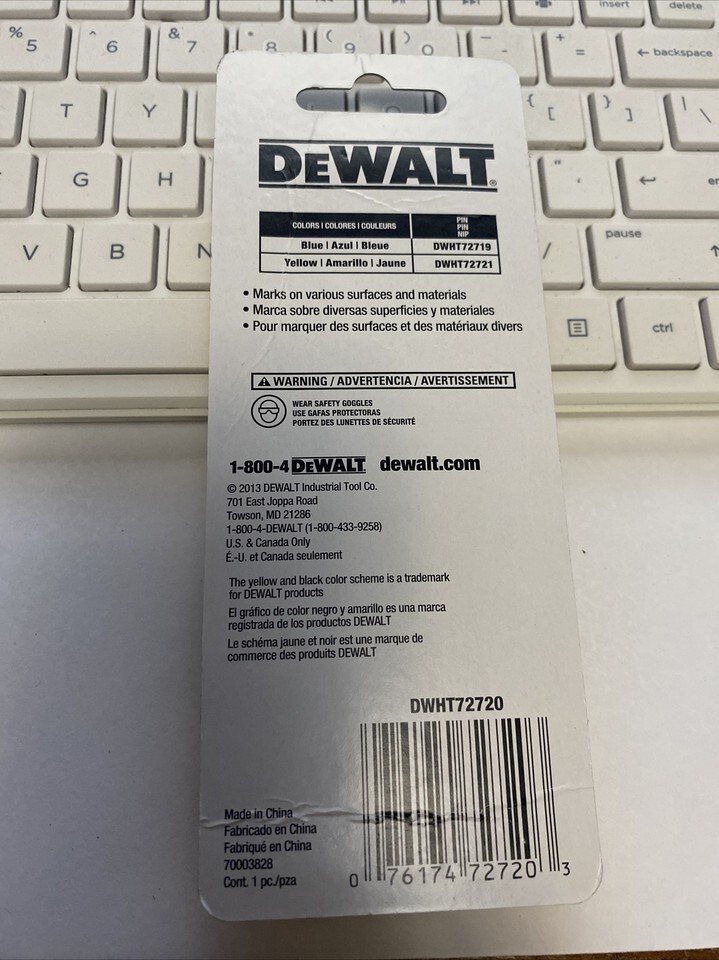 insert
delete
%
5
^
6
&
7
*
8
(
9
)
0
-
+
=
← backspace
T
Y
{
[
}
]
|
\
G
H
"
'
V
B
N
/
pause
ctrl
DEWALT®
COLORS | COLORES | COULEURS
PIN
PIN
NIP
Blue | Azul | Bleue DWHT72719
Yellow | Amarillo | Jaune DWHT72721
• Marks on various surfaces and materials
• Marca sobre diversas superficies y materiales
• Pour marquer des surfaces et des matériaux divers
WARNING / ADVERTENCIA / AVERTISSEMENT
WEAR SAFETY GOGGLES
USE GAFAS PROTECTORAS
PORTEZ DES LUNETTES DE SÉCURITÉ
1-800-4 DEWALT dewalt.com
© 2013 DEWALT Industrial Tool Co.
701 East Joppa Road
Towson, MD 21286
1-800-4-DEWALT (1-800-433-9258)
U.S. & Canada Only
É.-U. et Canada seulement
The yellow and black color scheme is a trademark
for DEWALT products
El gráfico de color negro y amarillo es una marca
registrada de los productos DEWALT
Le schéma jaune et noir est une marque de
commerce des produits DEWALT
DWHT72720
Made in China
Fabricado en China
Fabriqué en China
70003828
Cont. 1 pc./pza
0 76174 72720 3